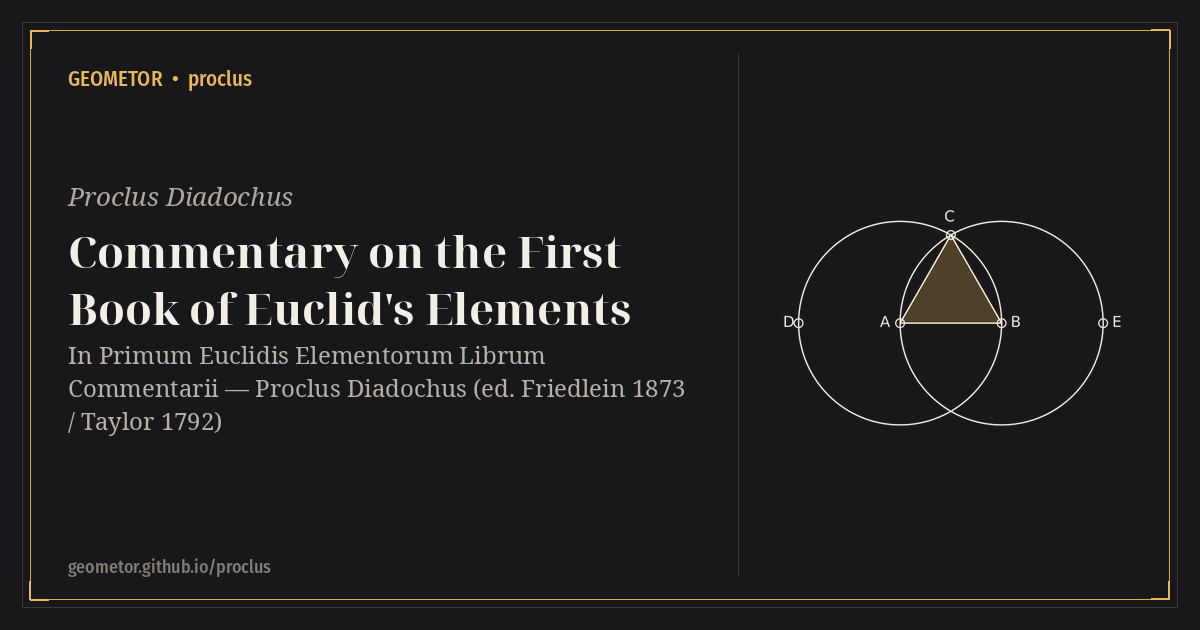 GEOMETOR • proclus
Proclus Diadochus
Commentary on the First
Book of Euclid's Elements
In Primum Euclidis Elementorum Librum
Commentarii — Proclus Diadochus (ed. Friedlein 1873
/ Taylor 1792)
geometor.github.io/proclus
C
D
A
B
E